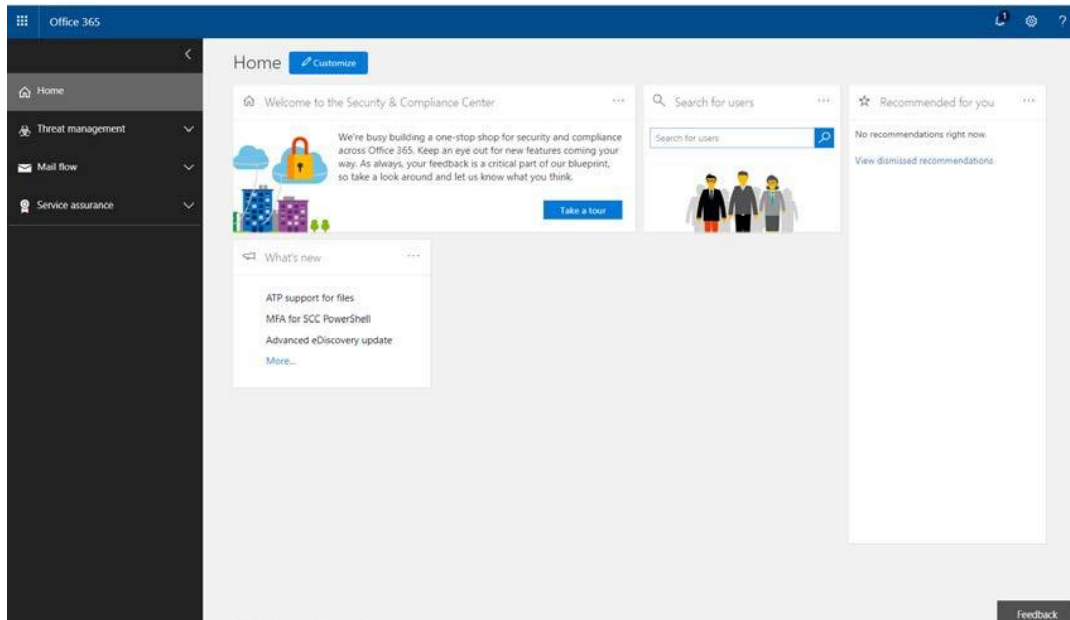 Office 365
1
?
Home
Threat management
Mail flow
Service assurance
Home
Customize
Welcome to the Security & Compliance Center
We're busy building a one-stop shop for security and compliance
across Office 365. Keep an eye out for new features coming your
way. As always, your feedback is a critical part of our blueprint,
so take a look around and let us know what you think.
Take a tour
Search for users
Search for users
Recommended for you
No recommendations right now.
View dismissed recommendations
What's new
ATP support for files
MFA for SCC PowerShell
Advanced eDiscovery update
More...
Feedback